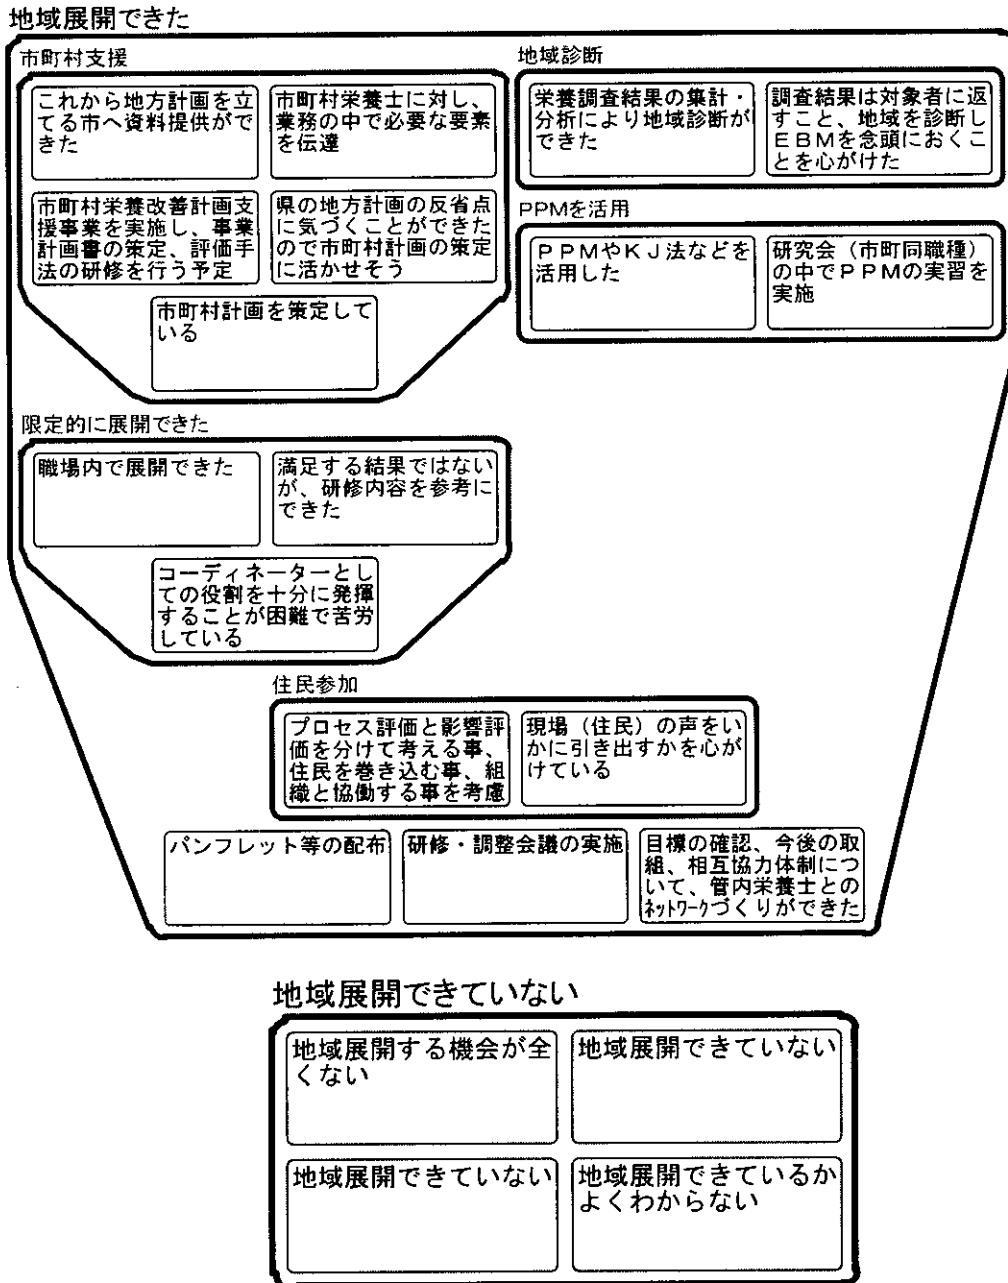 地域展開できた
市町村支援
これから地方計画を立
てる市へ資料提供がで
きた
市町村栄養士に対し、
業務の中で必要な要素
を伝達
市町村栄養改善計画支
援事業を実施し、事業
計画書の策定、評価手
法の研修を行う予定
県の地方計画の反省点
に気づくことができた
ので市町村計画の策定
に活かせそう
市町村計画を策定して
いる
地域診断
栄養調査結果の集計・
分析により地域診断が
できた
調査結果は対象者に返
すこと、地域を診断し
EBMを念頭におくこ
とを心がけた
PPMを活用
PPMやKJ法などを
活用した
研究会（市町同職種）
の中でPPMの実習を
実施
限定的に展開できた
職場内で展開できた
満足する結果ではない
が、研修内容を参考に
できた
コーディネーターとし
ての役割を十分に発揮
することが困難で苦労
している
住民参加
プロセス評価と影響評
価を分けて考える事、
住民を巻き込む事、組
織と協働する事を考慮
現場（住民）の声をい
かに引き出すかを心が
けている
パンフレット等の配布
研修・調整会議の実施
目標の確認、今後の取
組、相互協力体制につ
いて、管内栄養士との
ﾈｯﾄﾜｰｸづくりができた
地域展開できていない
地域展開する機会が全
くない
地域展開できていない
地域展開できていない
地域展開できているか
よくわからない